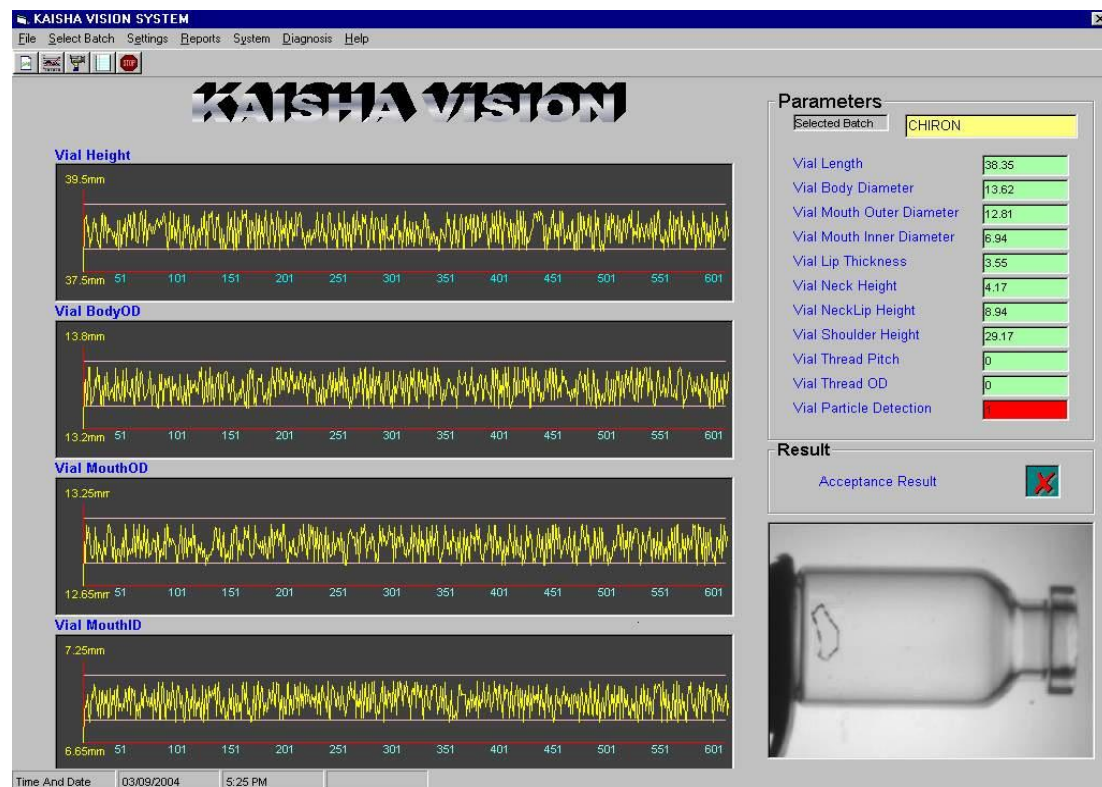 KAISHA VISION SYSTEM
File Select Batch Settings Reports System Diagnosis Help
STOP
KAISHA VISION
Vial Height
39.5mm
37.5mm 51 101 151 201 251 301 351 401 451 501 551 601
Vial BodyOD
13.8mm
13.2mm 51 101 151 201 251 301 351 401 451 501 551 601
Vial MouthOD
13.25mm
12.65mm 51 101 151 201 251 301 351 401 451 501 551 601
Vial MouthID
7.25mm
6.65mm 51 101 151 201 251 301 351 401 451 501 551 601
Time And Date 03/09/2004 5:25 PM
Parameters
Selected Batch CHIRON
Vial Length 38.35
Vial Body Diameter 13.62
Vial Mouth Outer Diameter 12.81
Vial Mouth Inner Diameter 6.94
Vial Lip Thickness 3.55
Vial Neck Height 4.17
Vial NeckLip Height 8.94
Vial Shoulder Height 29.17
Vial Thread Pitch 0
Vial Thread OD 0
Vial Particle Detection 1
Result
Acceptance Result